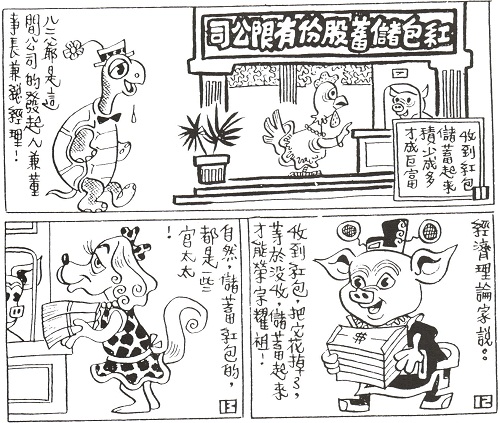 紅包儲蓄股份有限公司
收到紅包
儲蓄起來
積少成多
才成巨富
八三爺是這
間公司的發起人兼董
事長兼總經理!
11
經濟理論家說。。
收到紅包,把它花掉了,
等於沒收,儲蓄起來
才能榮宗耀祖!
12
自然,儲蓄紅包的,
都是一些
官太太
!
13